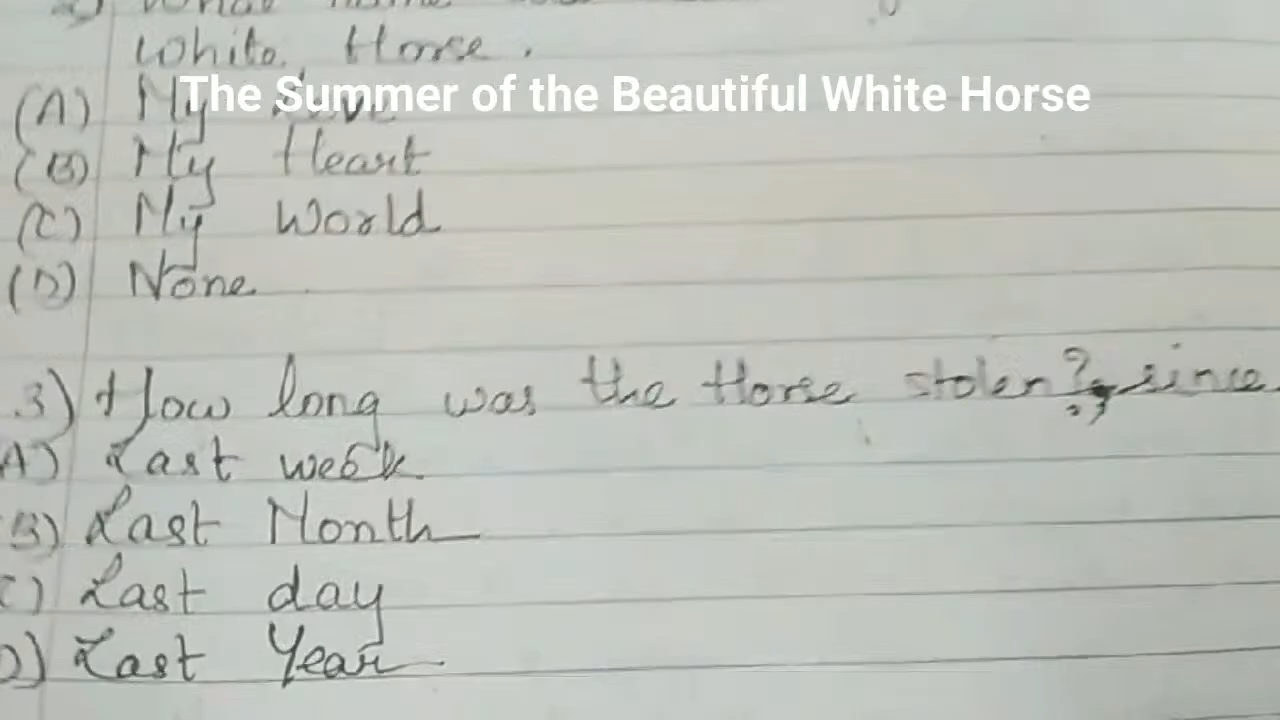 White Horse.
The Summer of the Beautiful White Horse
(A) My Love
(B) My Heart
(C) My World
(D) None
3) How long was the Horse stolen? since
A) Last week
B) Last Month
C) Last day
D) Last Year